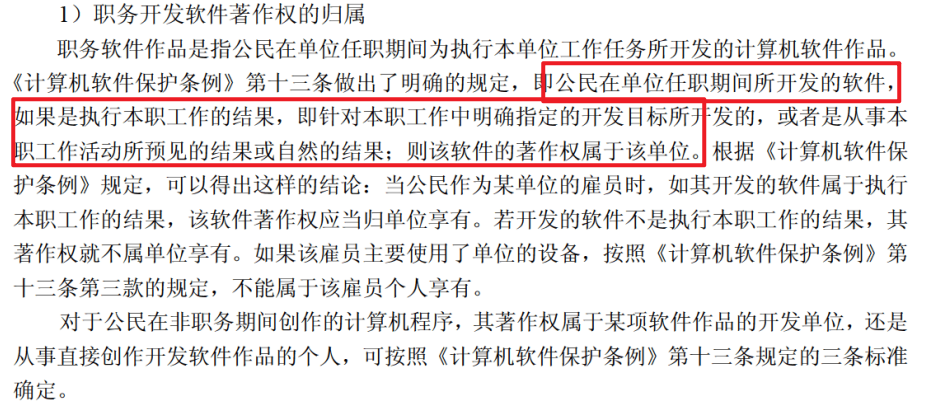 1）职务开发软件著作权的归属
职务软件作品是指公民在单位任职期间为执行本单位工作任务所开发的计算机软件作品。
《计算机软件保护条例》第十三条做出了明确的规定，即公民在单位任职期间所开发的软件，
如果是执行本职工作的结果，即针对本职工作中明确指定的开发目标所开发的，或者是从事本
职工作活动所预见的结果或自然的结果；则该软件的著作权属于该单位。根据《计算机软件保
护条例》规定，可以得出这样的结论：当公民作为某单位的雇员时，如其开发的软件属于执行
本职工作的结果，该软件著作权应当归单位享有。若开发的软件不是执行本职工作的结果，其
著作权就不属单位享有。如果该雇员主要使用了单位的设备，按照《计算机软件保护条例》第
十三条第三款的规定，不能属于该雇员个人享有。
对于公民在非职务期间创作的计算机程序，其著作权属于某项软件作品的开发单位，还是
从事直接创作开发软件作品的个人，可按照《计算机软件保护条例》第十三条规定的三条标准
确定。